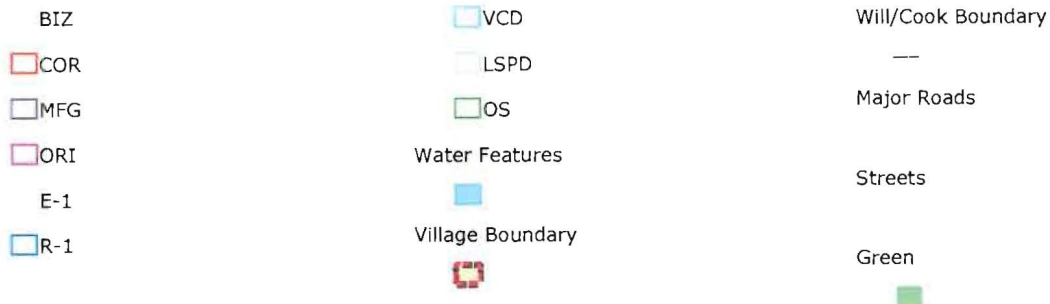 BIZ
COR
MFG
ORI
E-1
R-1
VCD
LSPD
OS
Water Features
Village Boundary
Will/Cook Boundary
Major Roads
Streets
Green